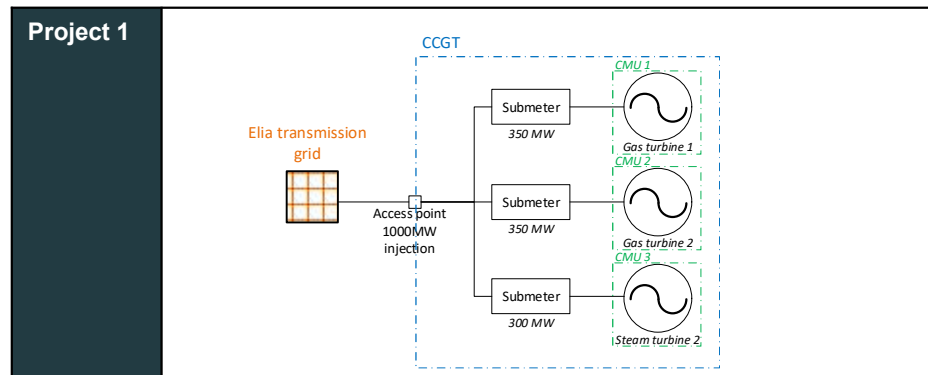 Project 1
CCGT
Elia transmission
grid
Access point
1000MW
injection
CMU 1
Submeter
350 MW
Gas turbine 1
CMU 2
Submeter
350 MW
Gas turbine 2
CMU 3
Submeter
300 MW
Steam turbine 2